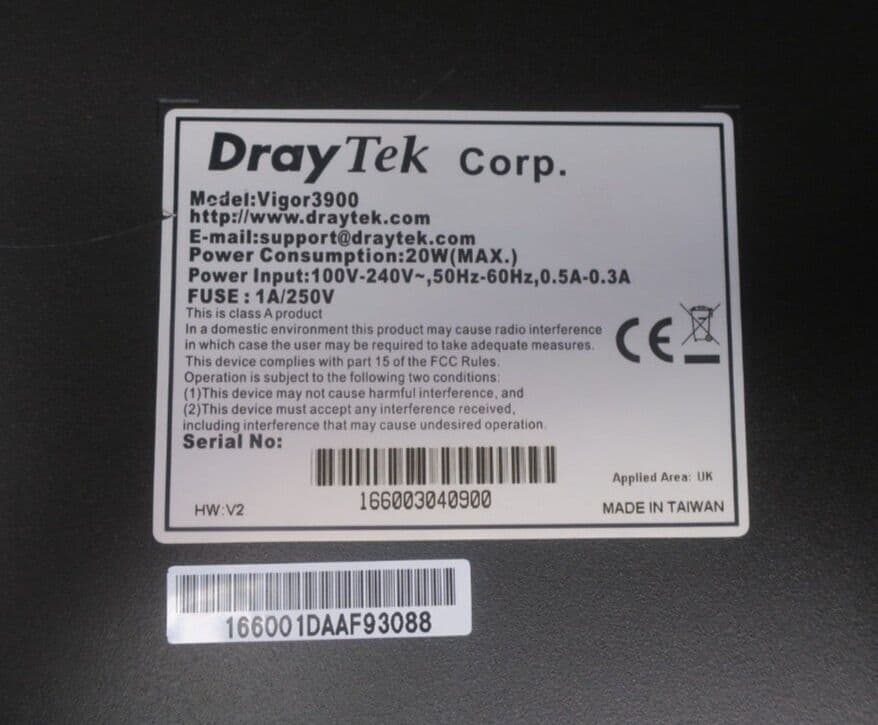 DrayTek Corp.
Model:Vigor3900
http://www.draytek.com
E-mail:support@draytek.com
Power Consumption:20W(MAX.)
Power Input:100V-240V~,50Hz-60Hz,0.5A-0.3A
FUSE : 1A/250V
This is class A product
In a domestic environment this product may cause radio interference
in which case the user may be required to take adequate measures.
This device complies with part 15 of the FCC Rules.
Operation is subject to the following two conditions:
(1)This device may not cause harmful interference, and
(2)This device must accept any interference received,
including interference that may cause undesired operation.
CE
Serial No:
166003040900
Applied Area: UK
HW:V2
MADE IN TAIWAN
166001DAAF93088